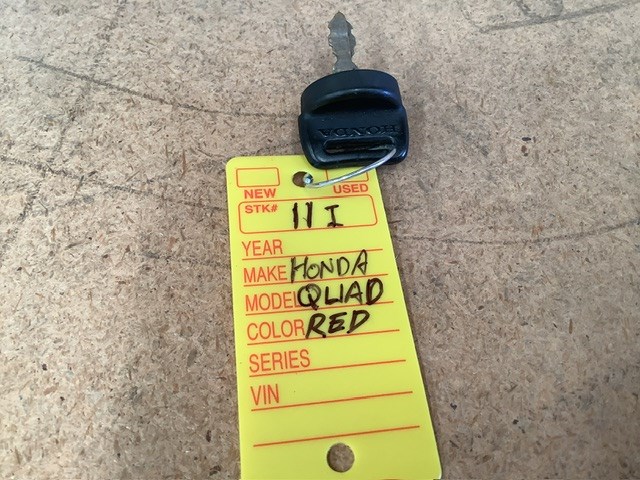 HONDA
NEW USED
STK# 11 I
YEAR
MAKE HONDA
MODEL QUAD
COLOR RED
SERIES
VIN